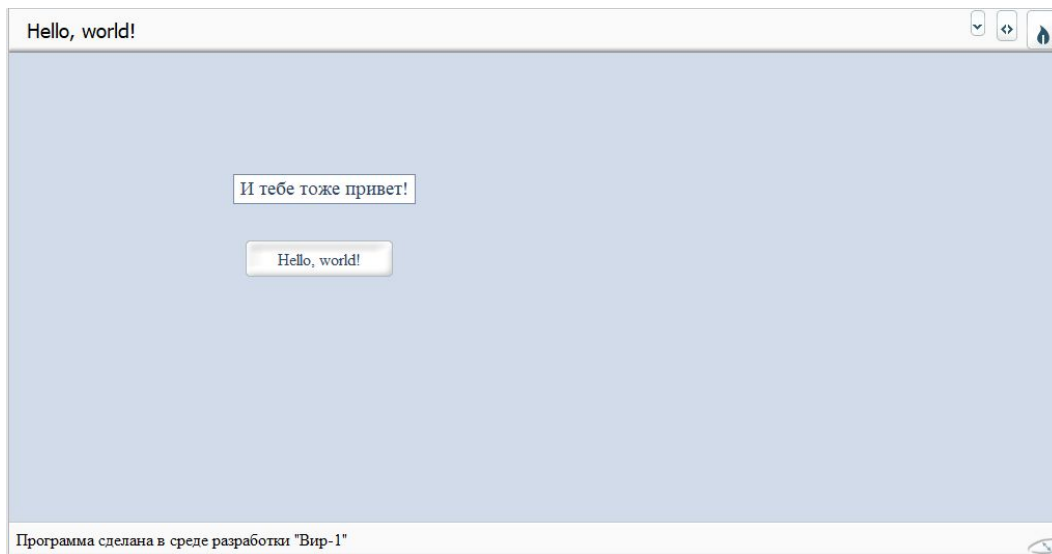 Hello, world!
И тебе тоже привет!
Hello, world!
Программа сделана в среде разработки "Вир-1"